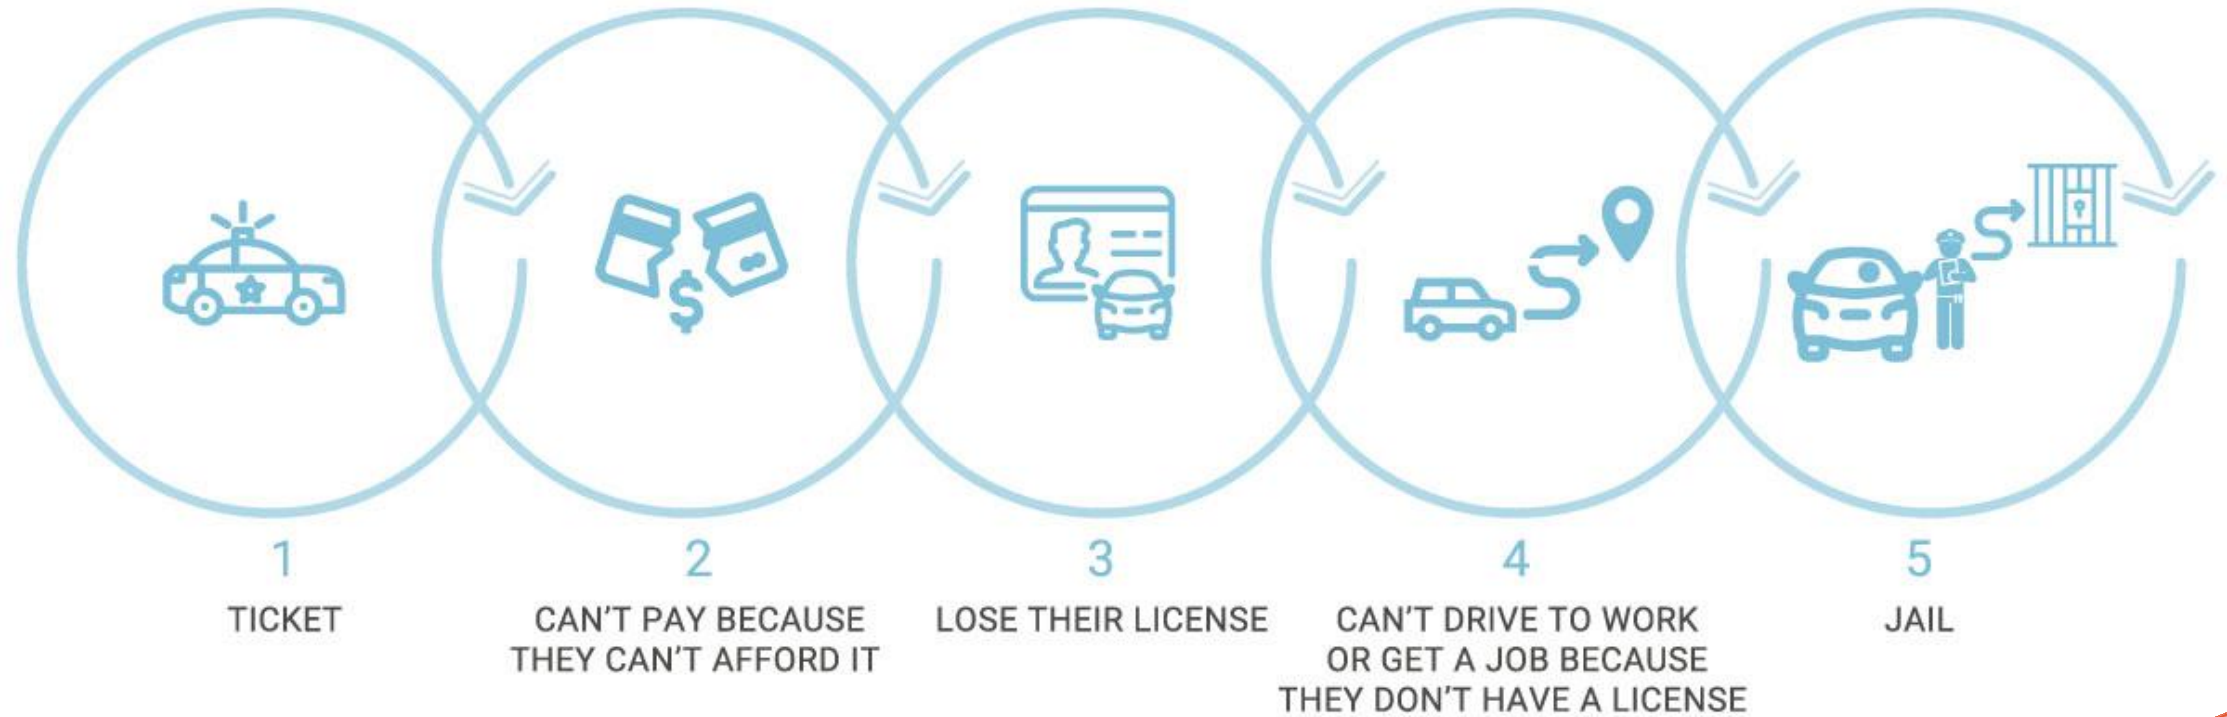 1
TICKET
2
CAN'T PAY BECAUSE
THEY CAN'T AFFORD IT
3
LOSE THEIR LICENSE
4
CAN'T DRIVE TO WORK
OR GET A JOB BECAUSE
THEY DON'T HAVE A LICENSE
5
JAIL